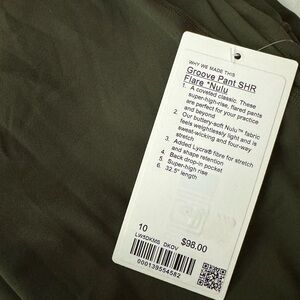 WHY WE MADE THIS
Groove Pant SHR
Flare *Nulu
1. A coveted classic. These
super-high-rise, flared pants
are perfect for your practice
and beyond
2. Our buttery-soft Nulu™ fabric
feels weightlessly light and is
sweat-wicking and four-way
stretch
3. Added Lycra® fibre for stretch
and shape retention
4. Back drop-in pocket
5. Super-high rise
6. 32.5" length
10
$98.00
LW5DKMS_DKOV
000139554582